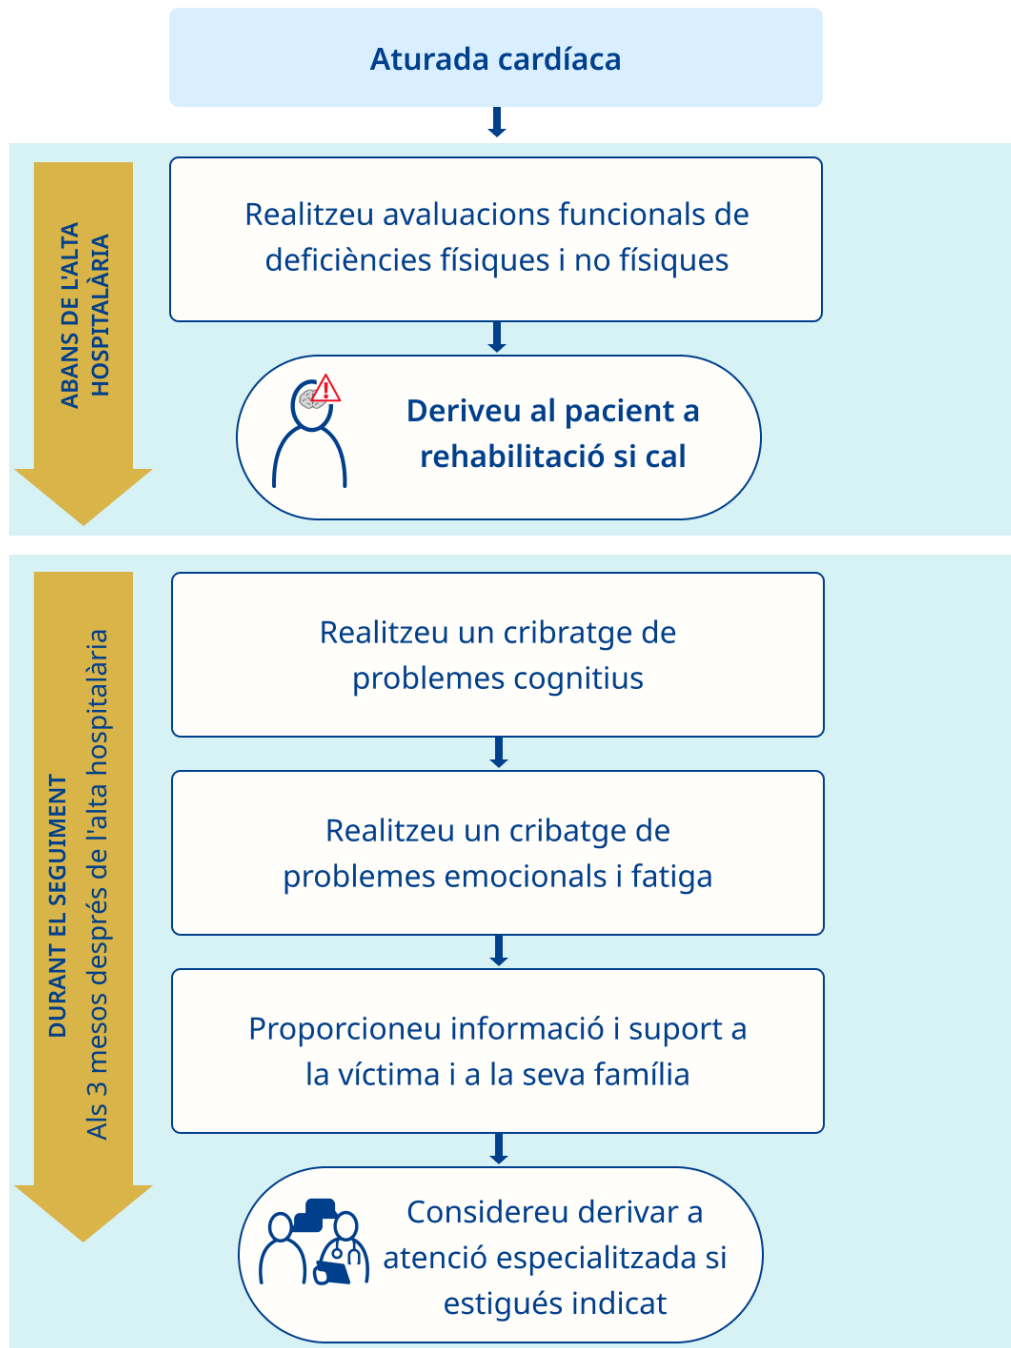 Aturada cardíaca
ABANS DE L'ALTA
HOSPITALÀRIA
Realitzeu avaluacions funcionals de
deficiències físiques i no físiques
Deriveu al pacient a
rehabilitació si cal
DURANT EL SEGUIMENT
Als 3 mesos després de l'alta hospitalària
Realitzeu un cribratge de
problemes cognitius
Realitzeu un cribatge de
problemes emocionals i fatiga
Proporcioneu informació i suport a
la víctima i a la seva família
Considereu derivar a
atenció especialitzada si
estigués indicat